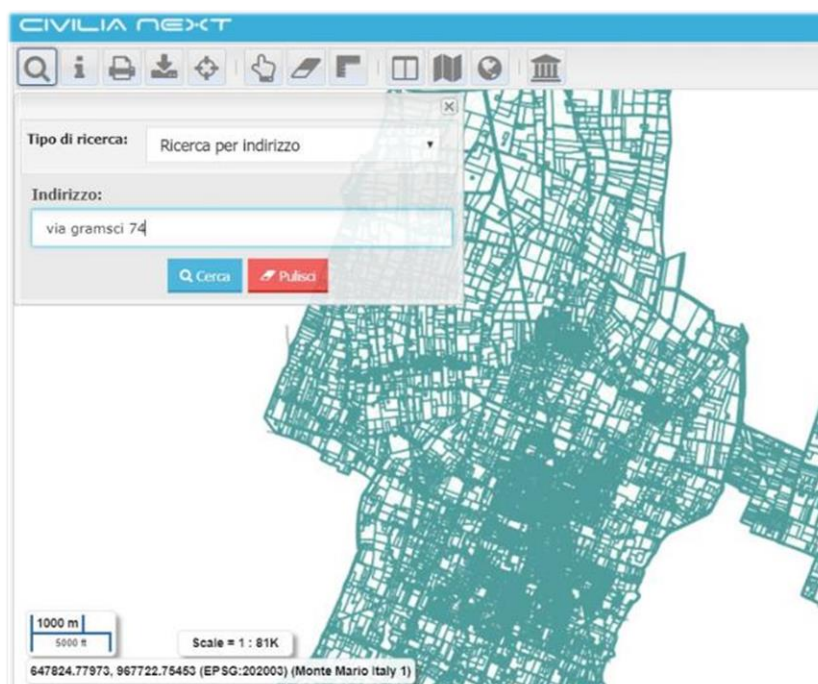 CIVILIA NEXT
Tipo di ricerca:
Ricerca per indirizzo
Indirizzo:
via gramsci 74
Cerca
Pulisci
1000 m
5000 ft
Scale = 1 : 81K
647824.77973, 967722.75453 (EPSG:202003) (Monte Mario Italy 1)